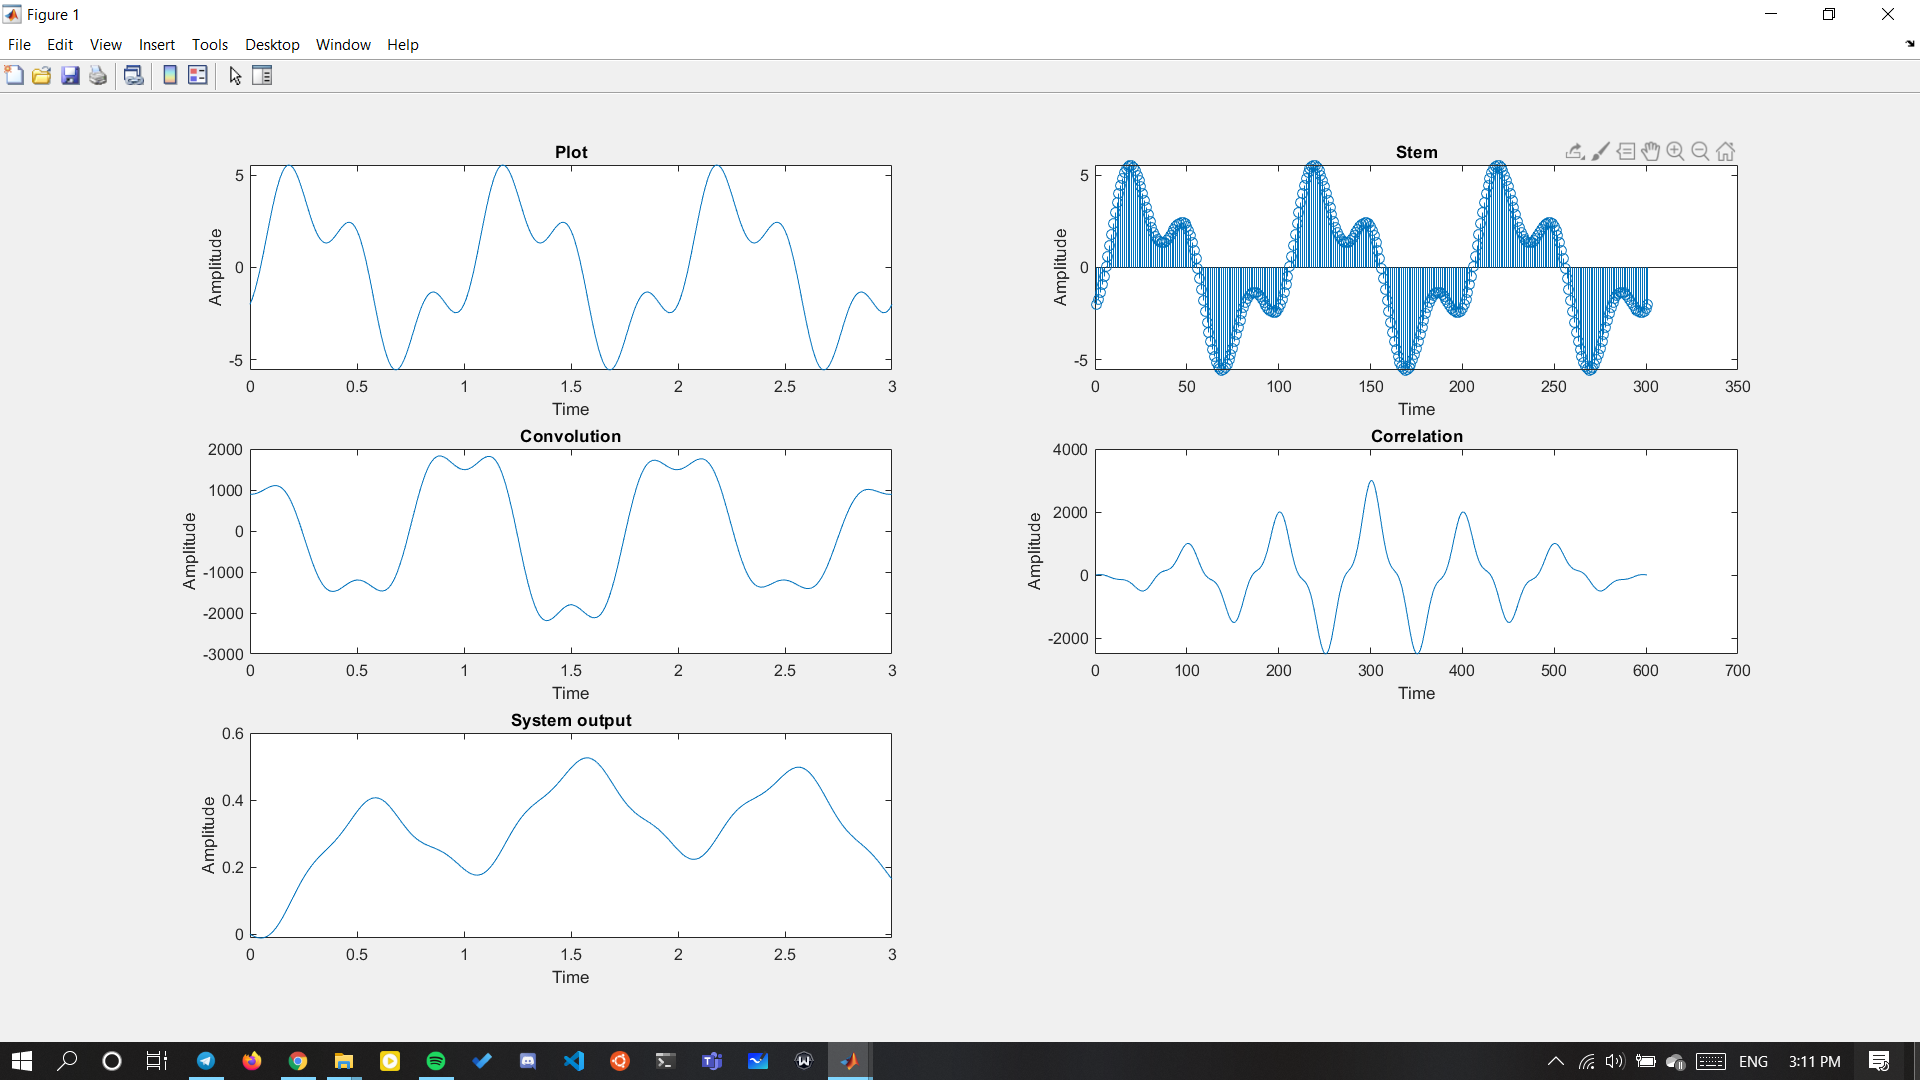 Figure 1
File Edit View Insert Tools Desktop Window Help
Plot
5
0
-5
Amplitude
0 0.5 1 1.5 2 2.5 3
Time
Stem
5
0
-5
Amplitude
0 50 100 150 200 250 300 350
Time
Convolution
2000
1000
0
-1000
-2000
-3000
Amplitude
0 0.5 1 1.5 2 2.5 3
Time
Correlation
4000
2000
0
-2000
Amplitude
0 100 200 300 400 500 600 700
Time
System output
0.6
0.4
0.2
0
Amplitude
0 0.5 1 1.5 2 2.5 3
Time
ENG 3:11 PM